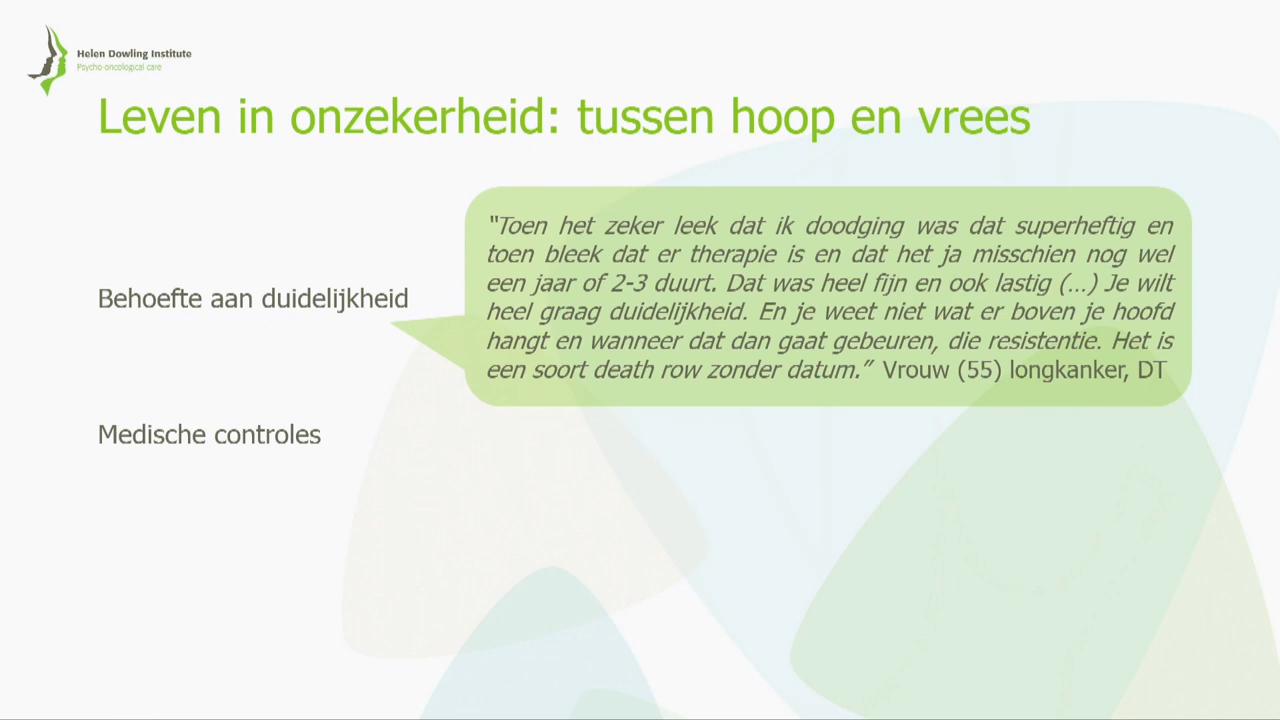 Helen Dowling Institute
Psycho-oncological care
Leven in onzekerheid: tussen hoop en vrees
"Toen het zeker leek dat ik doodging was dat superheftig en
toen bleek dat er therapie is en dat het ja misschien nog wel
een jaar of 2-3 duurt. Dat was heel fijn en ook lastig (…) Je wilt
heel graag duidelijkheid. En je weet niet wat er boven je hoofd
hangt en wanneer dat dan gaat gebeuren, die resistentie. Het is
een soort death row zonder datum.” Vrouw (55) longkanker, DT
Behoefte aan duidelijkheid
Medische controles